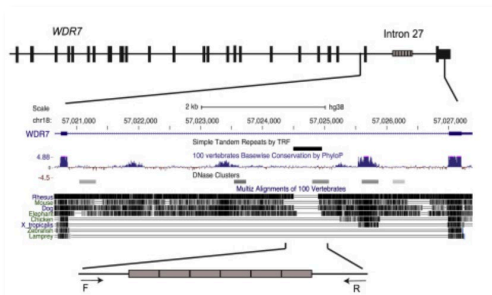 WDR7
Intron 27
Scale
2 kb
hg38
chr18:
57,021,000
57,022,000
57,023,000
57,024,000
57,025,000
57,026,000
57,027,000
WDR7
Simple Tandem Repeats by TRF
100 vertebrates Basewise Conservation by PhyloP
4.88
-4.5
DNase Clusters
Multiz Alignments of 100 Vertebrates
Rhesus
Mouse
Dog
Elephant
Chicken
X_tropicalis
Zebrafish
Lamprey
F
R